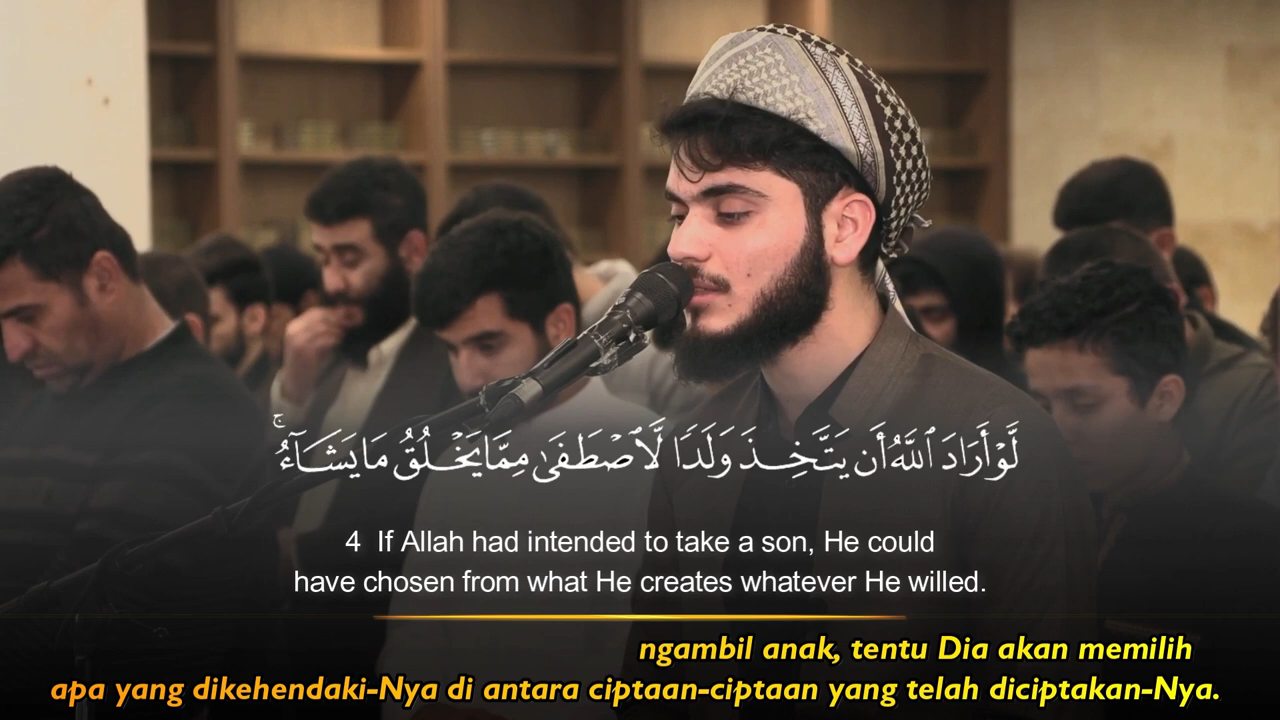 لَّوْ أَرَادَ ٱللَّهُ أَن يَتَّخِذَ وَلَدًا لَّٱصْطَفَىٰ مِمَّا يَخْلُقُ مَا يَشَآءُ ۚ
4 If Allah had intended to take a son, He could
have chosen from what He creates whatever He willed.
ngambil anak, tentu Dia akan memilih
apa yang dikehendaki-Nya di antara ciptaan-ciptaan yang telah diciptakan-Nya.